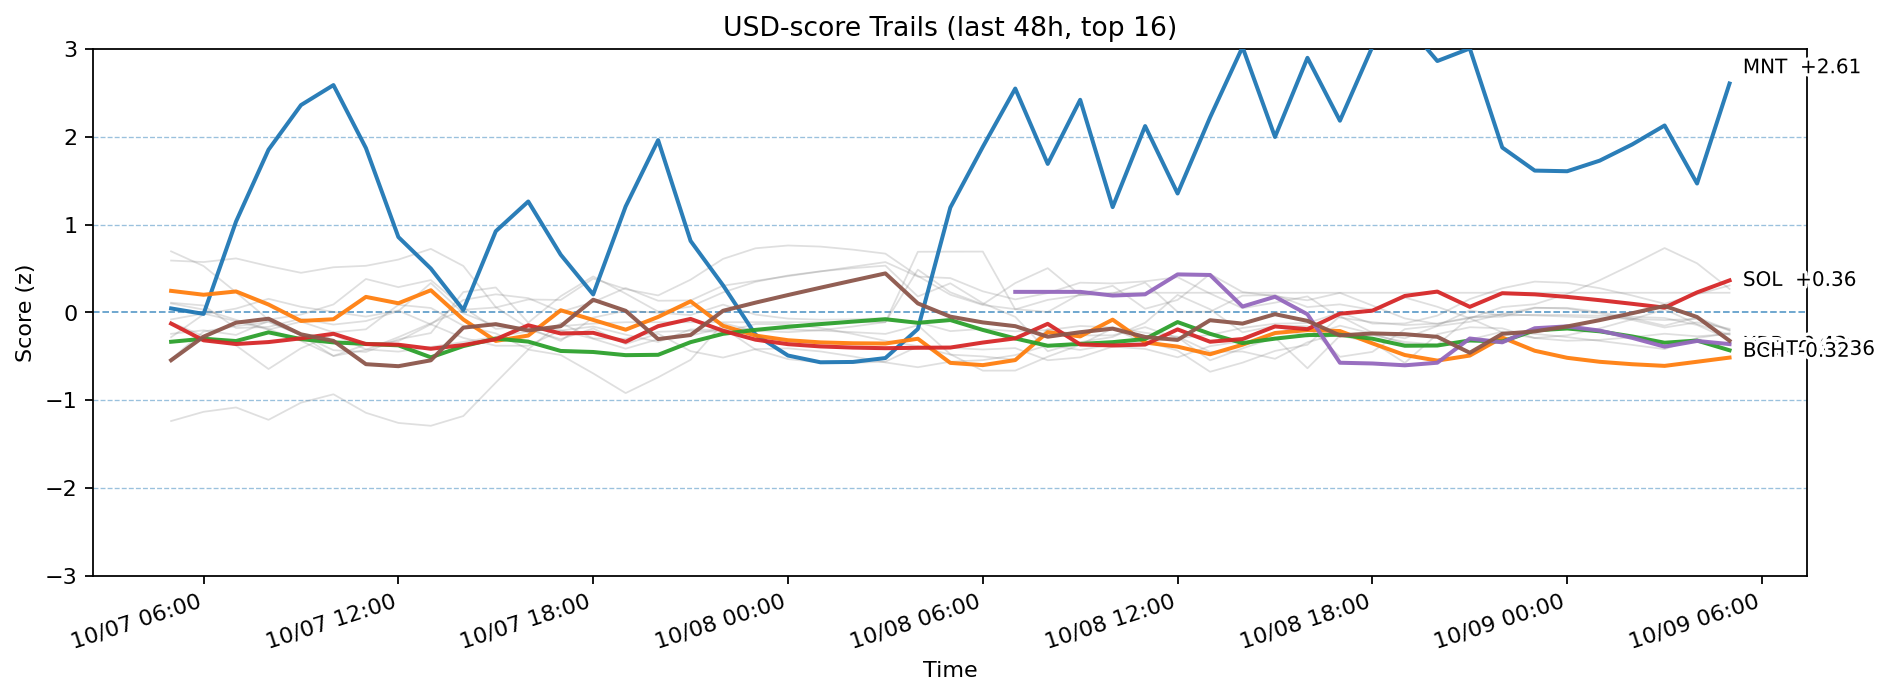 USD-score Trails (last 48h, top 16)
Score (z)
3
2
1
0
−1
−2
−3
MNT +2.61
SOL +0.36
BCH
10/07 06:00
10/07 12:00
10/07 18:00
10/08 00:00
10/08 06:00
10/08 12:00
10/08 18:00
10/09 00:00
10/09 06:00
Time